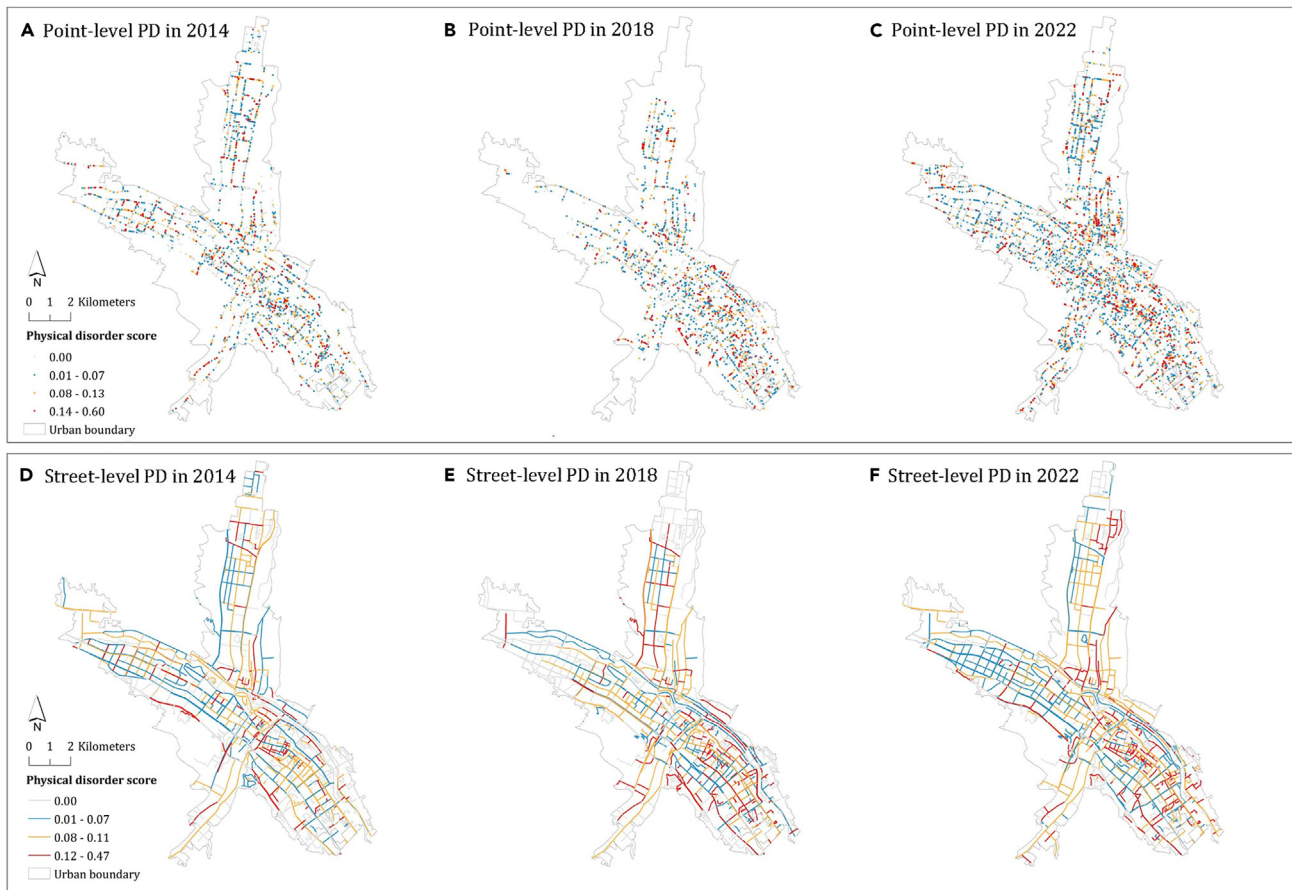 A Point-level PD in 2014
B Point-level PD in 2018
C Point-level PD in 2022
N
0 1 2 Kilometers
Physical disorder score
0.00
0.01 - 0.07
0.08 - 0.13
0.14 - 0.60
Urban boundary
D Street-level PD in 2014
E Street-level PD in 2018
F Street-level PD in 2022
N
0 1 2 Kilometers
Physical disorder score
0.00
0.01 - 0.07
0.08 - 0.11
0.12 - 0.47
Urban boundary